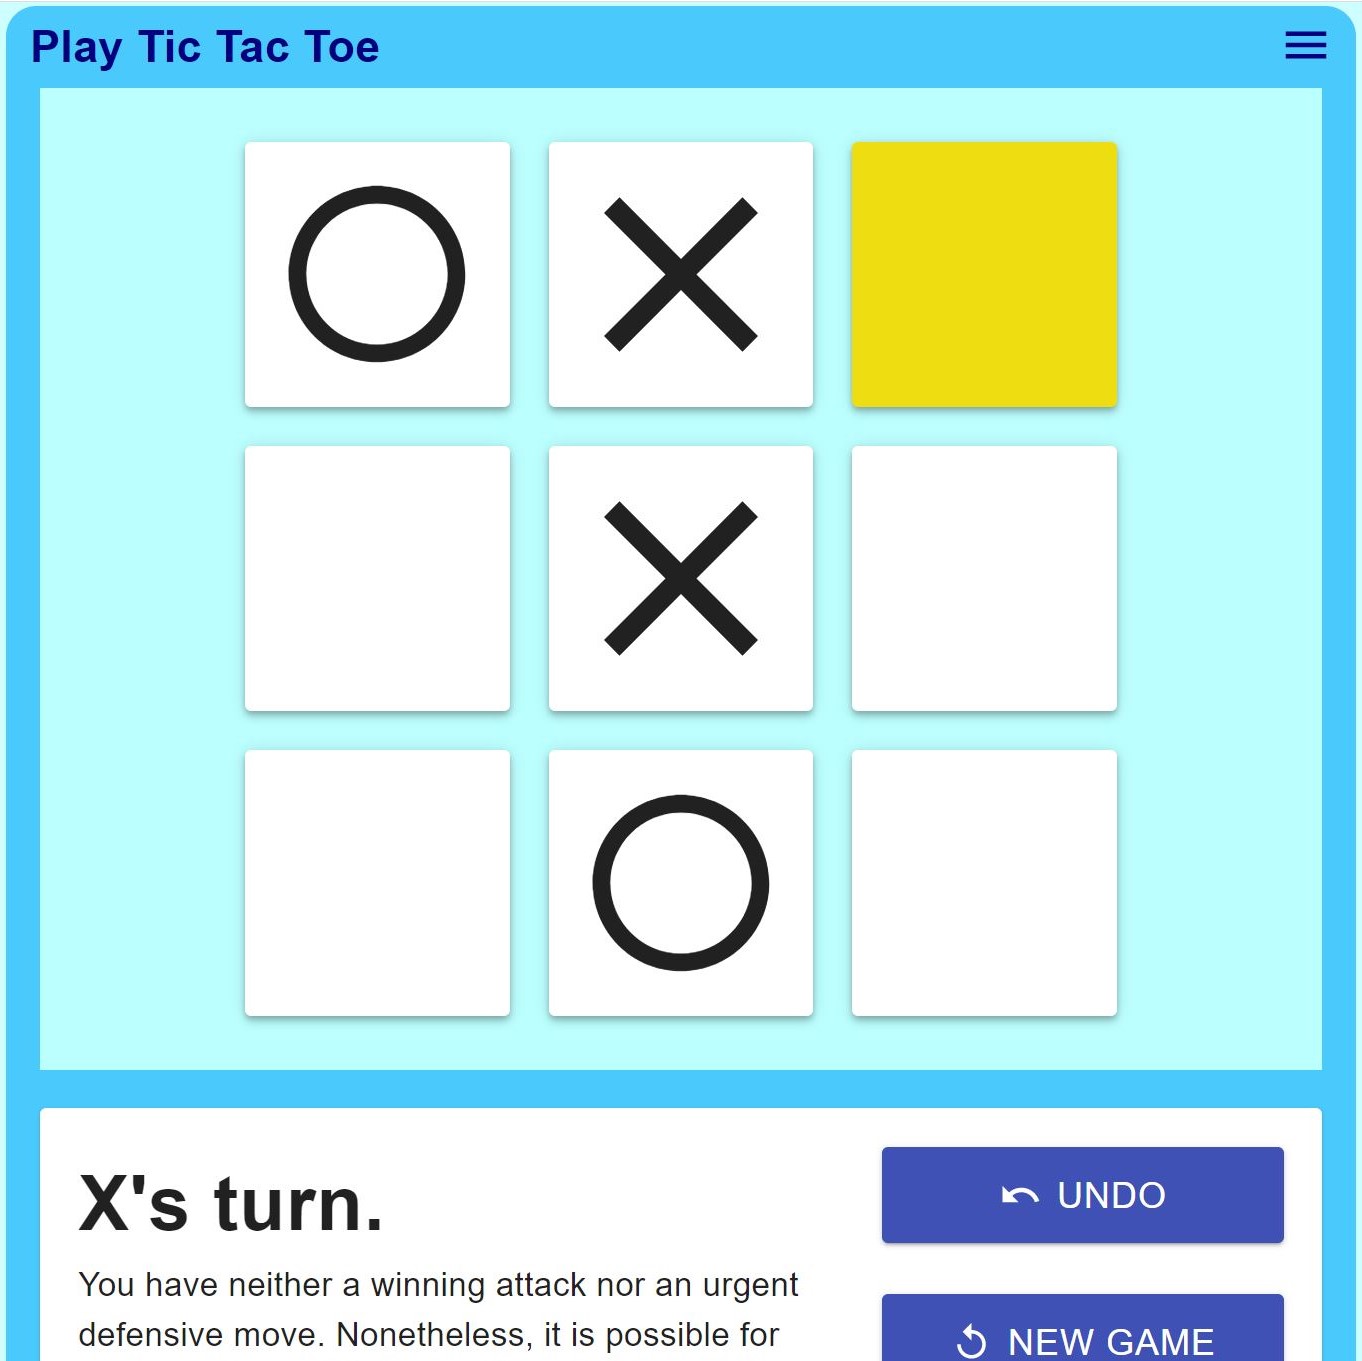 Play Tic Tac Toe
X's turn.
You have neither a winning attack nor an urgent
defensive move. Nonetheless, it is possible for
UNDO
NEW GAME